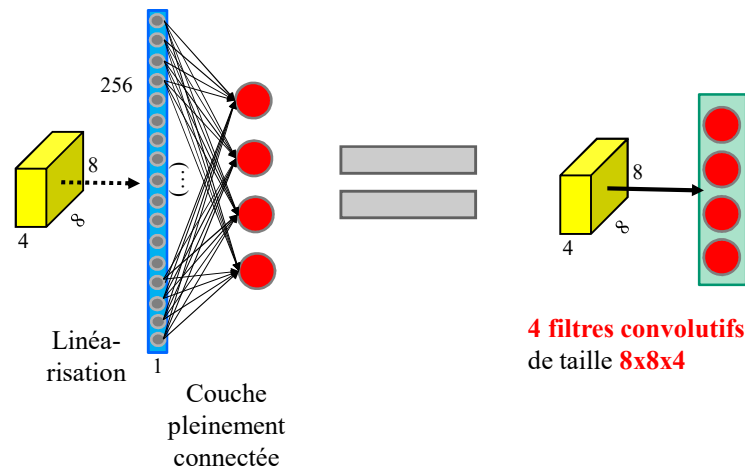 256
(...)
8
8
4
Linéa-
risation
1
Couche
pleinement
connectée
8
8
4
4 filtres convolutifs
de taille 8x8x4